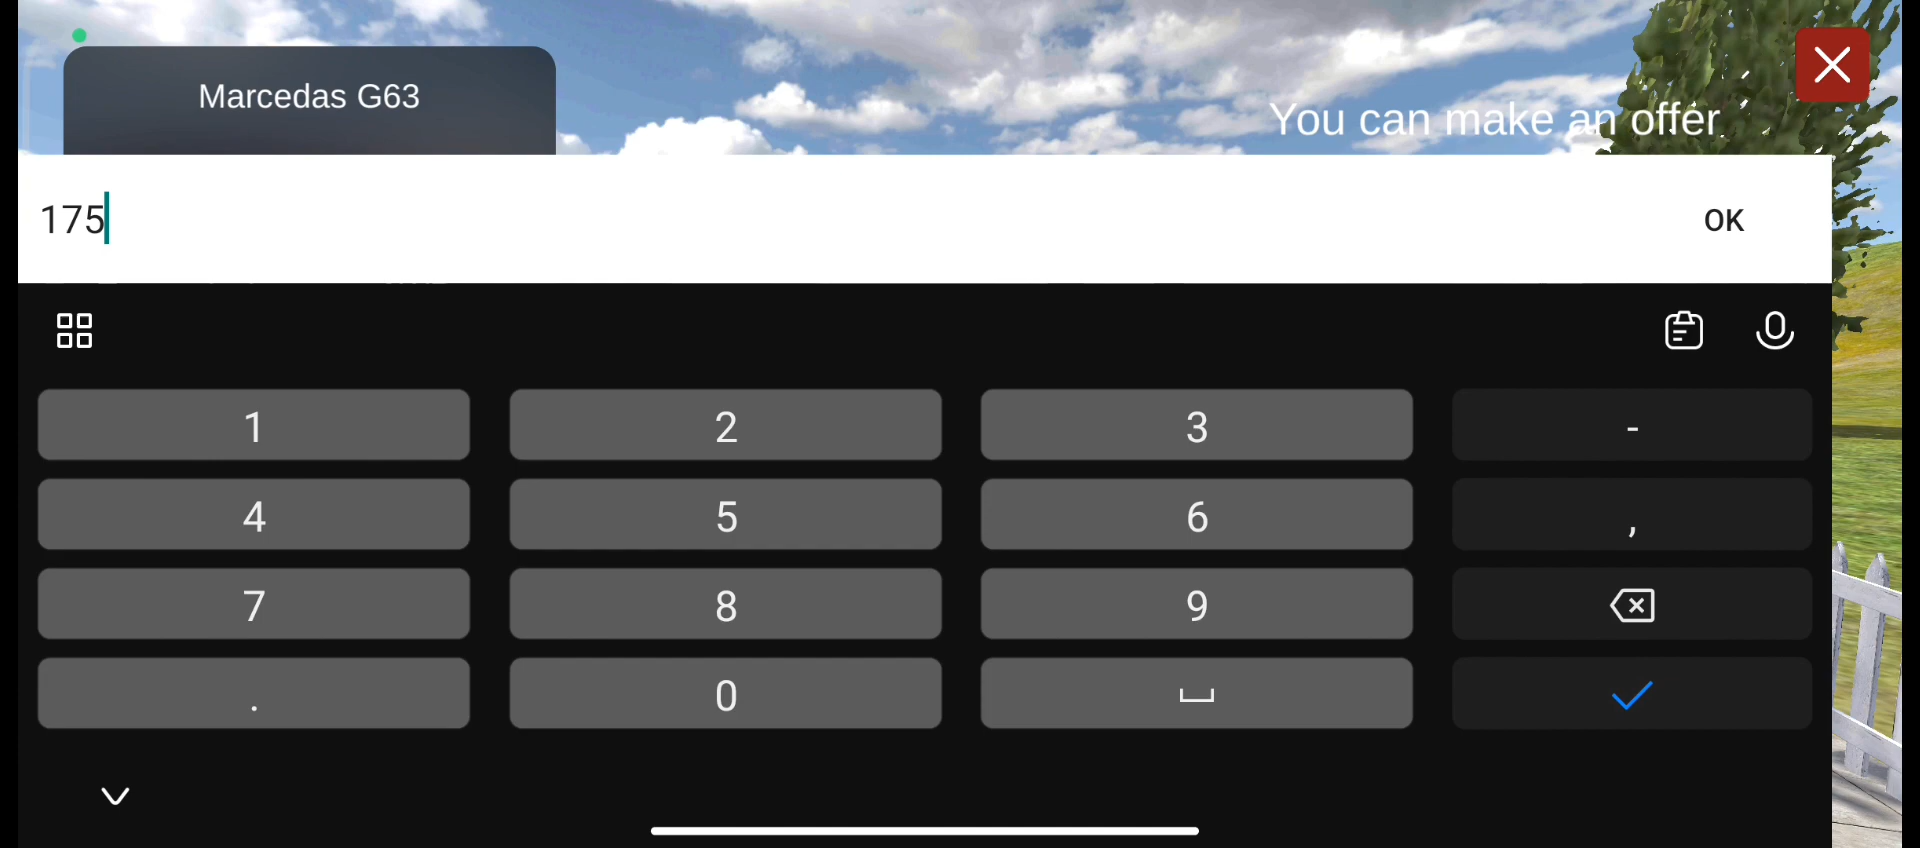 Marcedas G63
You can make an offer
175
OK
1 2 3 -
4 5 6 ,
7 8 9
. 0